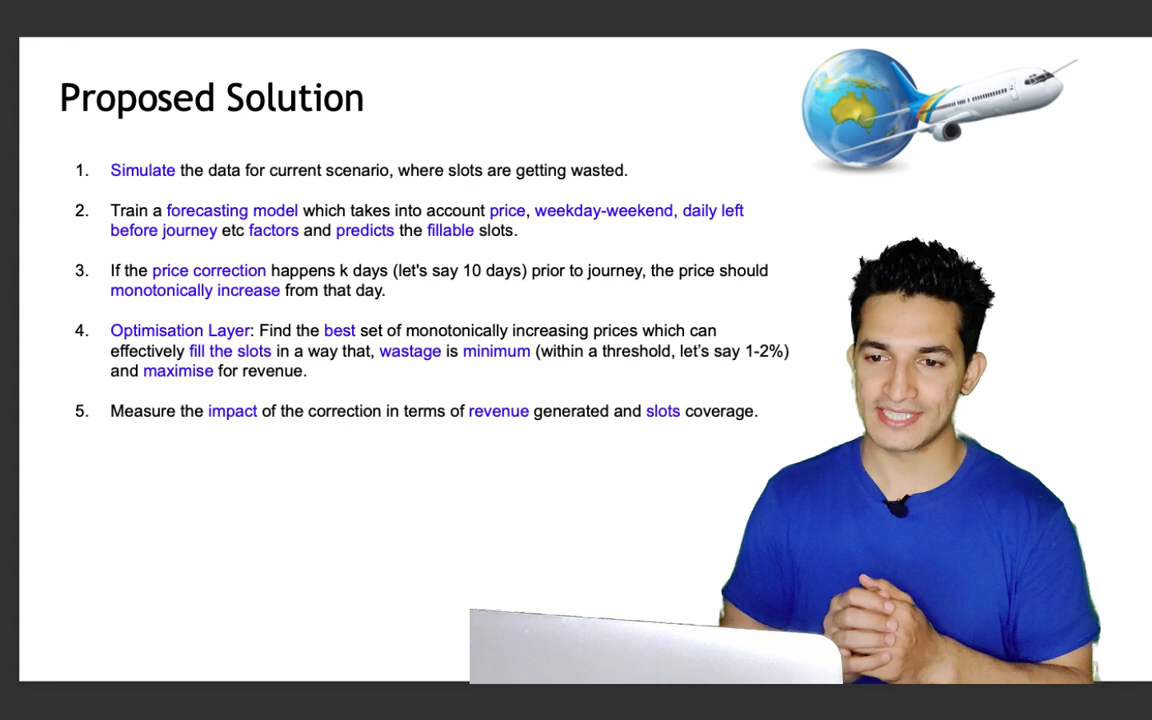 Proposed Solution
1. Simulate the data for current scenario, where slots are getting wasted.
2. Train a forecasting model which takes into account price, weekday-weekend, daily left
before journey etc factors and predicts the fillable slots.
3. If the price correction happens k days (let's say 10 days) prior to journey, the price should
monotonically increase from that day.
4. Optimisation Layer: Find the best set of monotonically increasing prices which can
effectively fill the slots in a way that, wastage is minimum (within a threshold, let's say 1-2%)
and maximise for revenue.
5. Measure the impact of the correction in terms of revenue generated and slots coverage.